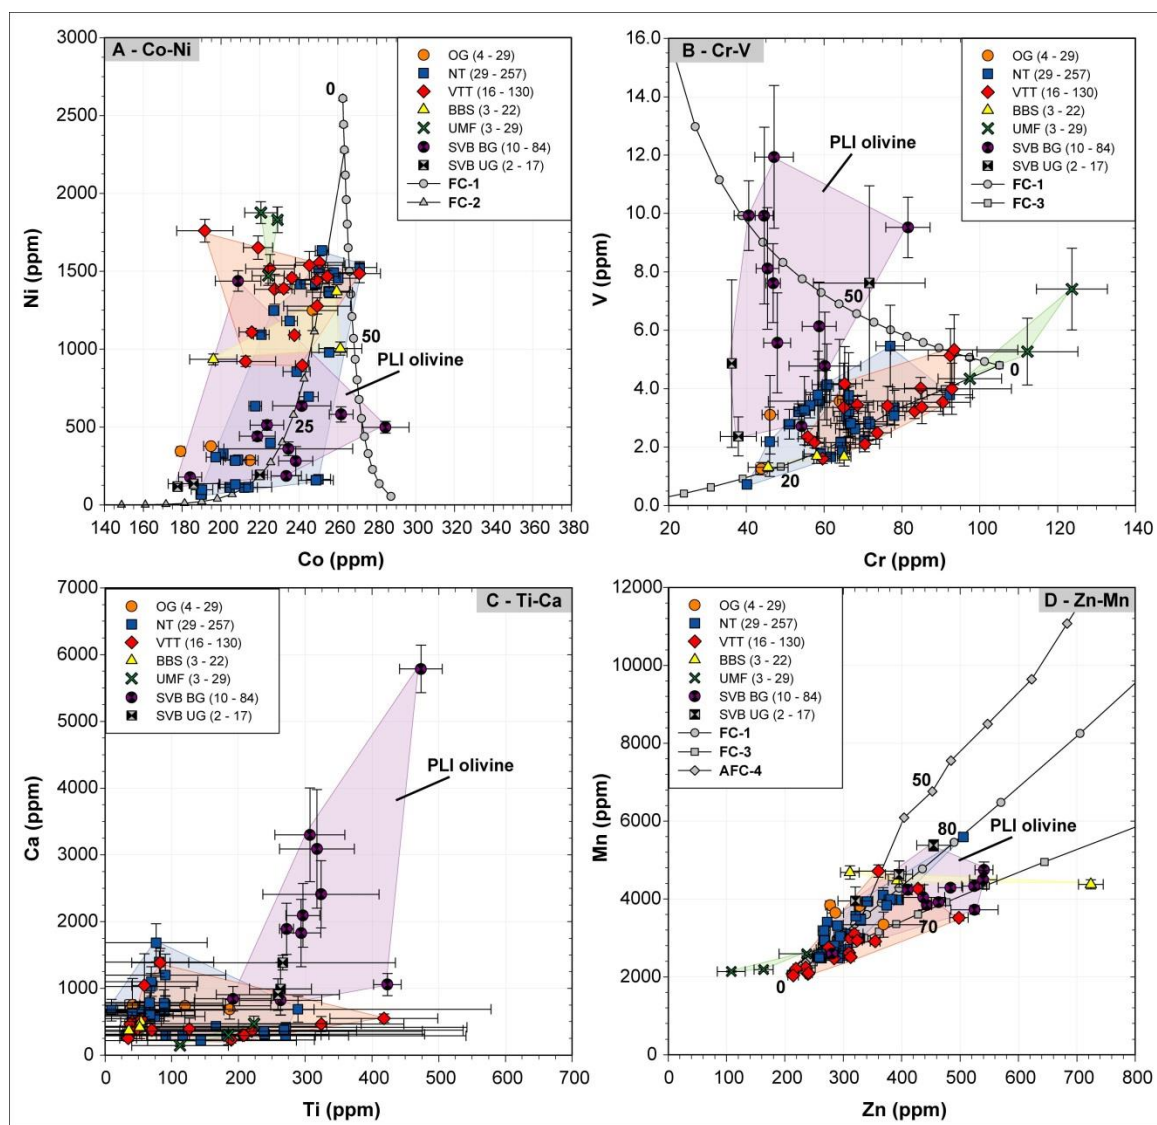 A - Co-Ni
3000
2500
2000
1500
1000
500
0
Ni (ppm)
OG (4 - 29)
NT (29 - 257)
VTT (16 - 130)
BBS (3 - 22)
UMF (3 - 29)
SVB BG (10 - 84)
SVB UG (2 - 17)
FC-1
FC-2
0
50
PLI olivine
25
140 160 180 200 220 240 260 280 300 320 340 360 380
Co (ppm)
B - Cr-V
16.0
14.0
12.0
10.0
8.0
6.0
4.0
2.0
0.0
V (ppm)
OG (4 - 29)
NT (29 - 257)
VTT (16 - 130)
BBS (3 - 22)
UMF (3 - 29)
SVB BG (10 - 84)
SVB UG (2 - 17)
FC-1
FC-3
PLI olivine
50
0
20
20 40 60 80 100 120 140
Cr (ppm)
C - Ti-Ca
7000
6000
5000
4000
3000
2000
1000
0
Ca (ppm)
OG (4 - 29)
NT (29 - 257)
VTT (16 - 130)
BBS (3 - 22)
UMF (3 - 29)
SVB BG (10 - 84)
SVB UG (2 - 17)
PLI olivine
0 100 200 300 400 500 600 700
Ti (ppm)
D - Zn-Mn
12000
10000
8000
6000
4000
2000
0
Mn (ppm)
OG (4 - 29)
NT (29 - 257)
VTT (16 - 130)
BBS (3 - 22)
UMF (3 - 29)
SVB BG (10 - 84)
SVB UG (2 - 17)
FC-1
FC-3
AFC-4
50
80
PLI olivine
70
0
0 100 200 300 400 500 600 700 800
Zn (ppm)